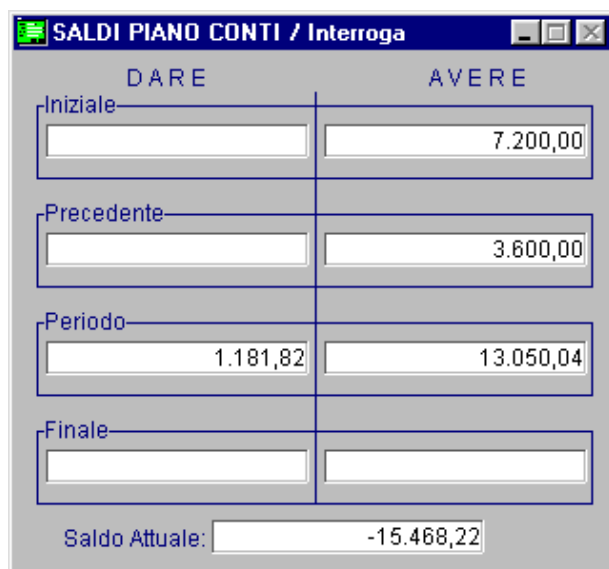 SALDI PIANO CONTI / Interroga
DARE AVERE
Iniziale
7.200,00
Precedente
3.600,00
Periodo
1.181,82 13.050,04
Finale
Saldo Attuale: -15.468,22